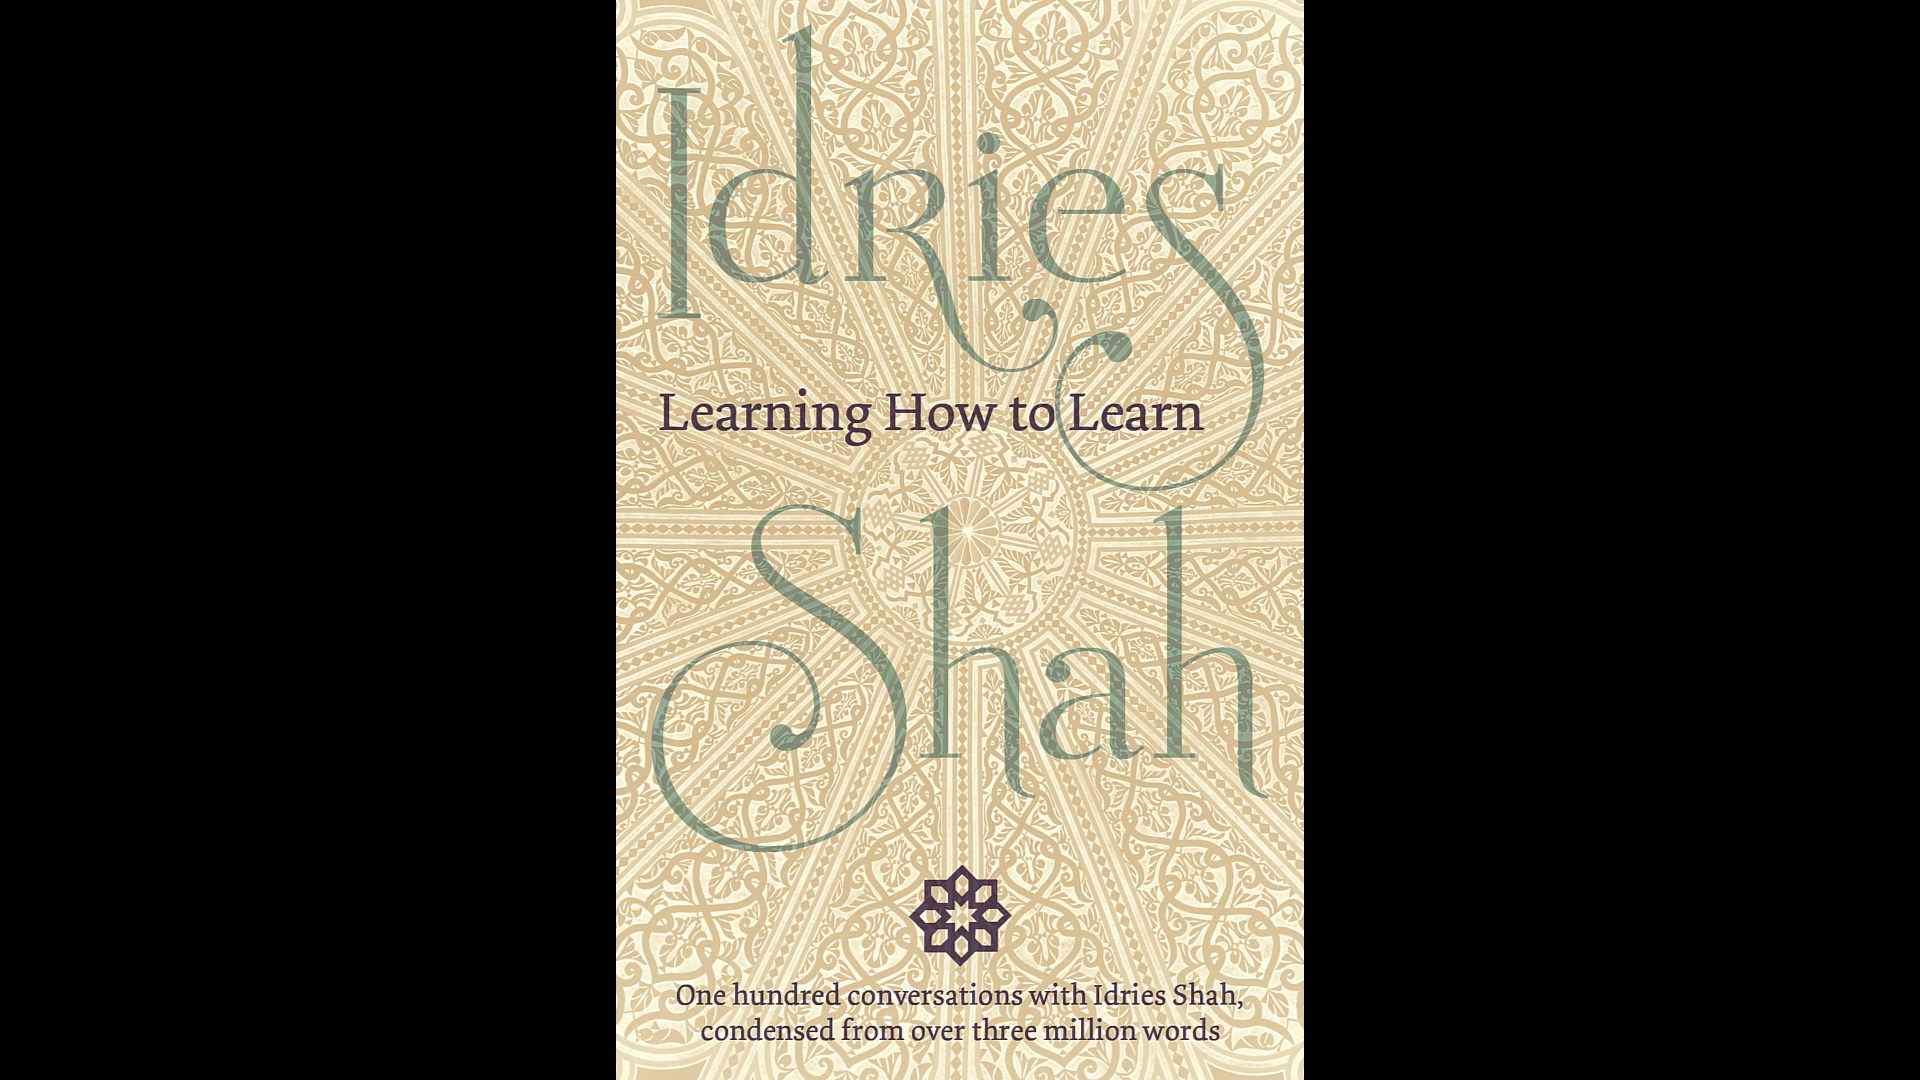 Idries
Learning How to Learn
Shah
One hundred conversations with Idries Shah,
condensed from over three million words